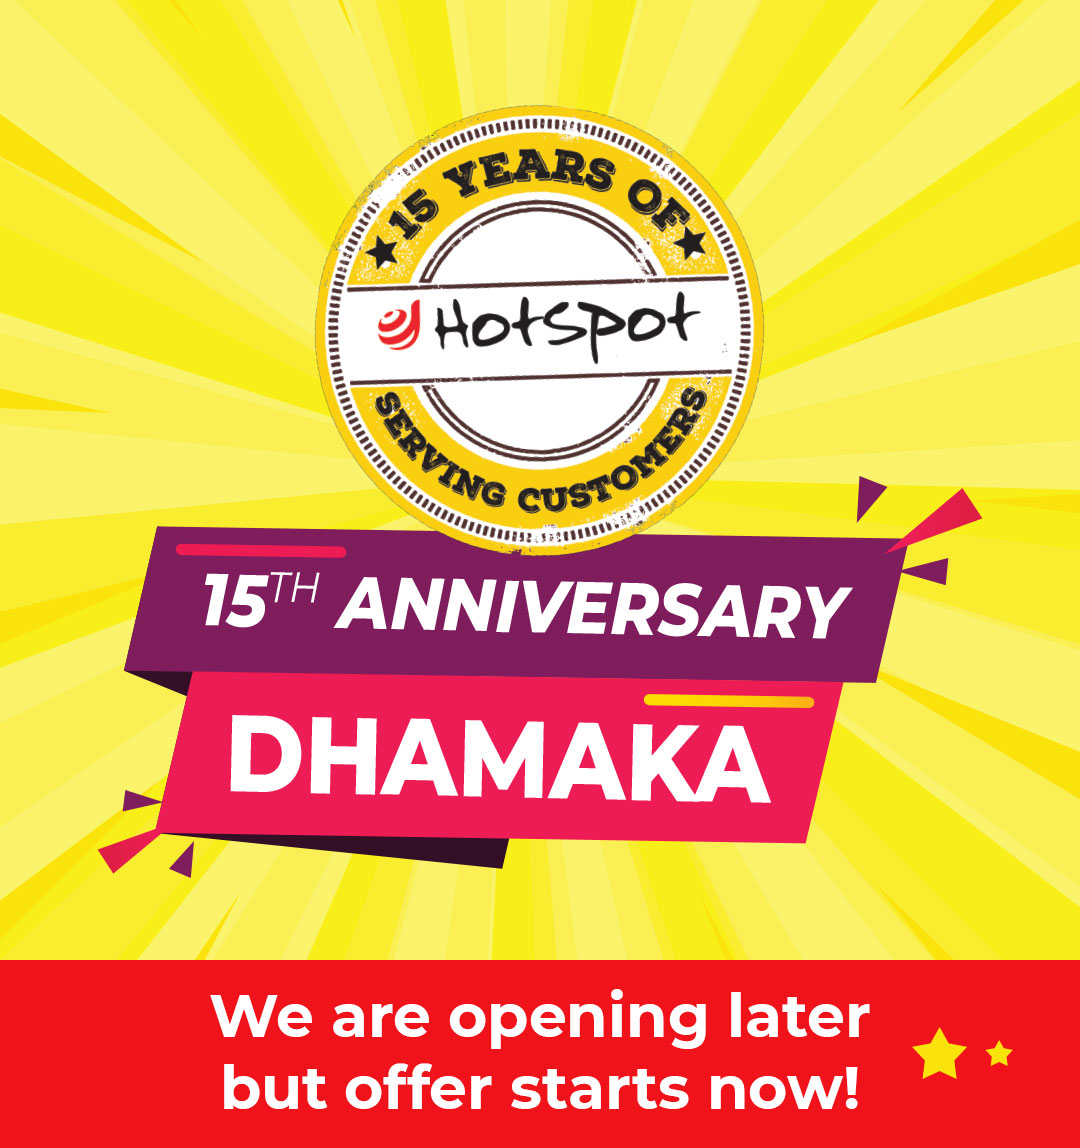 15 YEARS OF
HotSpot
SERVING CUSTOMERS
15TH ANNIVERSARY
DHAMAKA
We are opening later
but offer starts now!